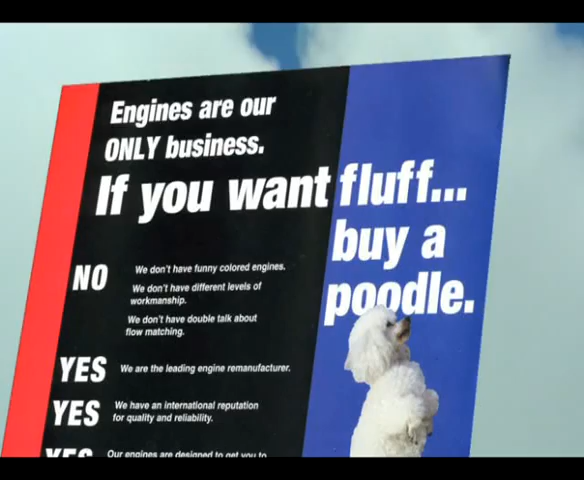 Engines are our
ONLY business.
If you want fluff...
buy a
poodle.
NO
We don't have funny colored engines.
We don't have different levels of
workmanship.
We don't have double talk about
flow matching.
YES We are the leading engine remanufacturer.
YES We have an international reputation
for quality and reliability.
YES Our engines are designed to get you to